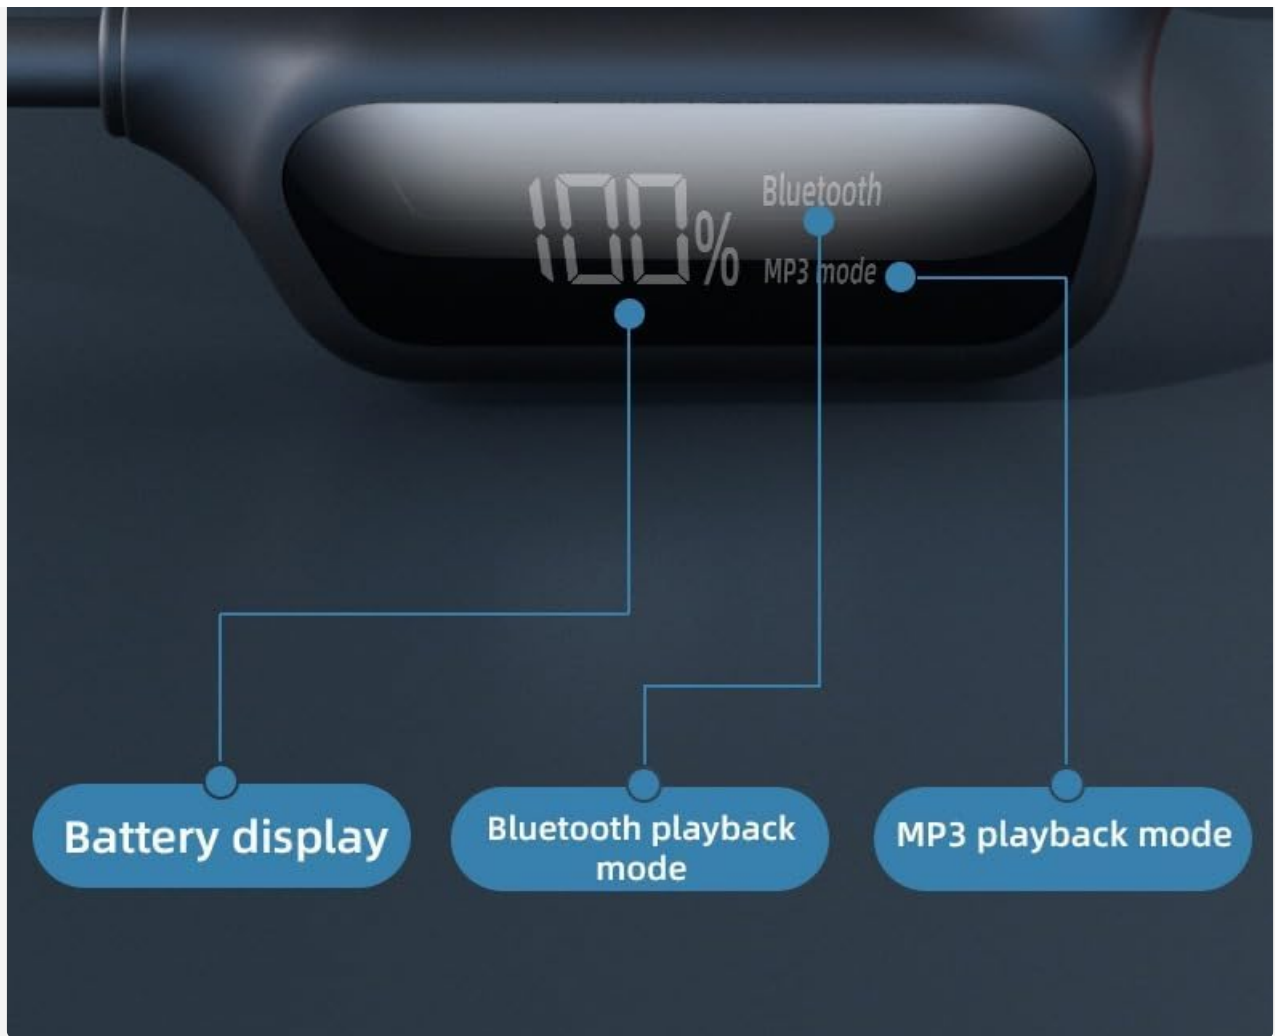 100%
Bluetooth
MP3 mode
Battery display
Bluetooth playback
mode
MP3 playback mode